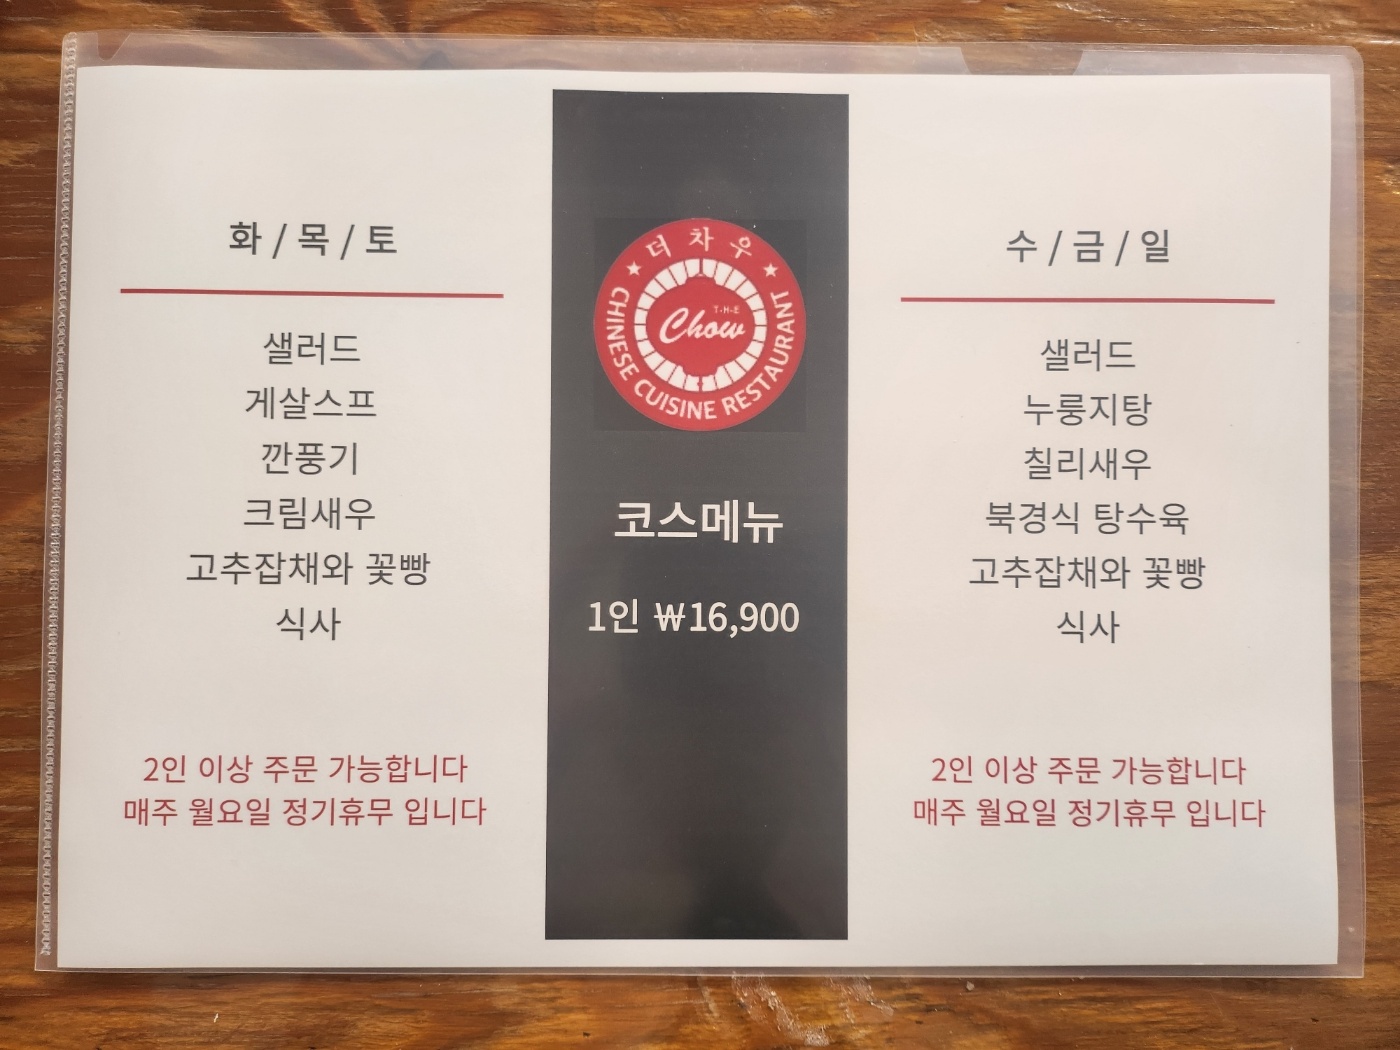 화 / 목 / 토
샐러드
게살스프
깐풍기
크림새우
고추잡채와 꽃빵
식사
2인 이상 주문 가능합니다
매주 월요일 정기휴무 입니다
★ 더 차 우 ★
T·H·E
Chow
CHINESE CUISINE RESTAURANT
코스메뉴
1인 ₩16,900
수 / 금 / 일
샐러드
누룽지탕
칠리새우
북경식 탕수육
고추잡채와 꽃빵
식사
2인 이상 주문 가능합니다
매주 월요일 정기휴무 입니다